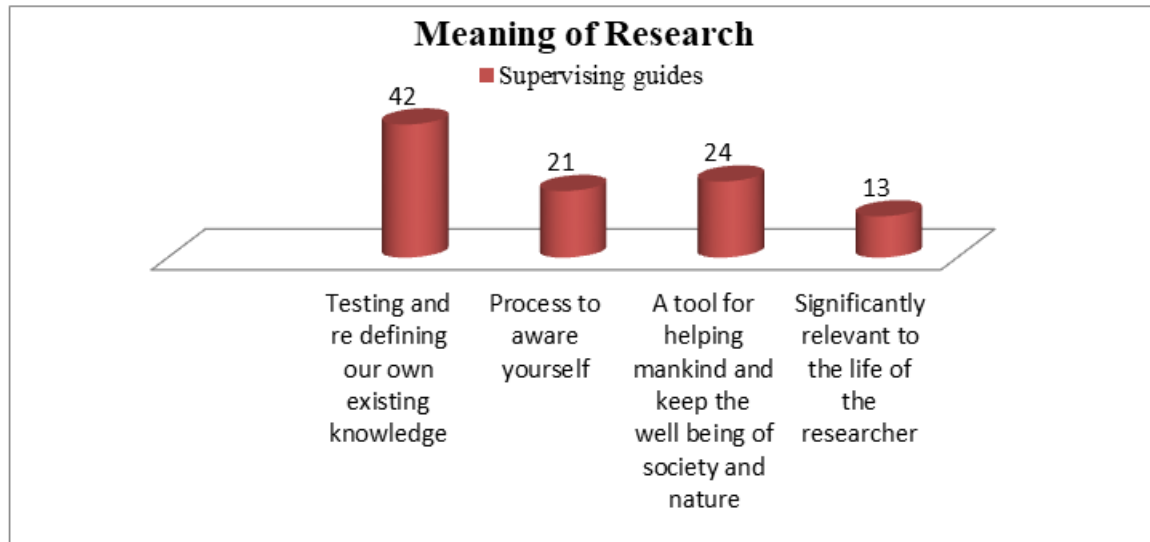 Meaning of Research
Supervising guides
42
21
24
13
Testing and
re defining
our own
existing
knowledge
Process to
aware
yourself
A tool for
helping
mankind and
keep the
well being of
society and
nature
Significantly
relevant to
the life of
the
researcher